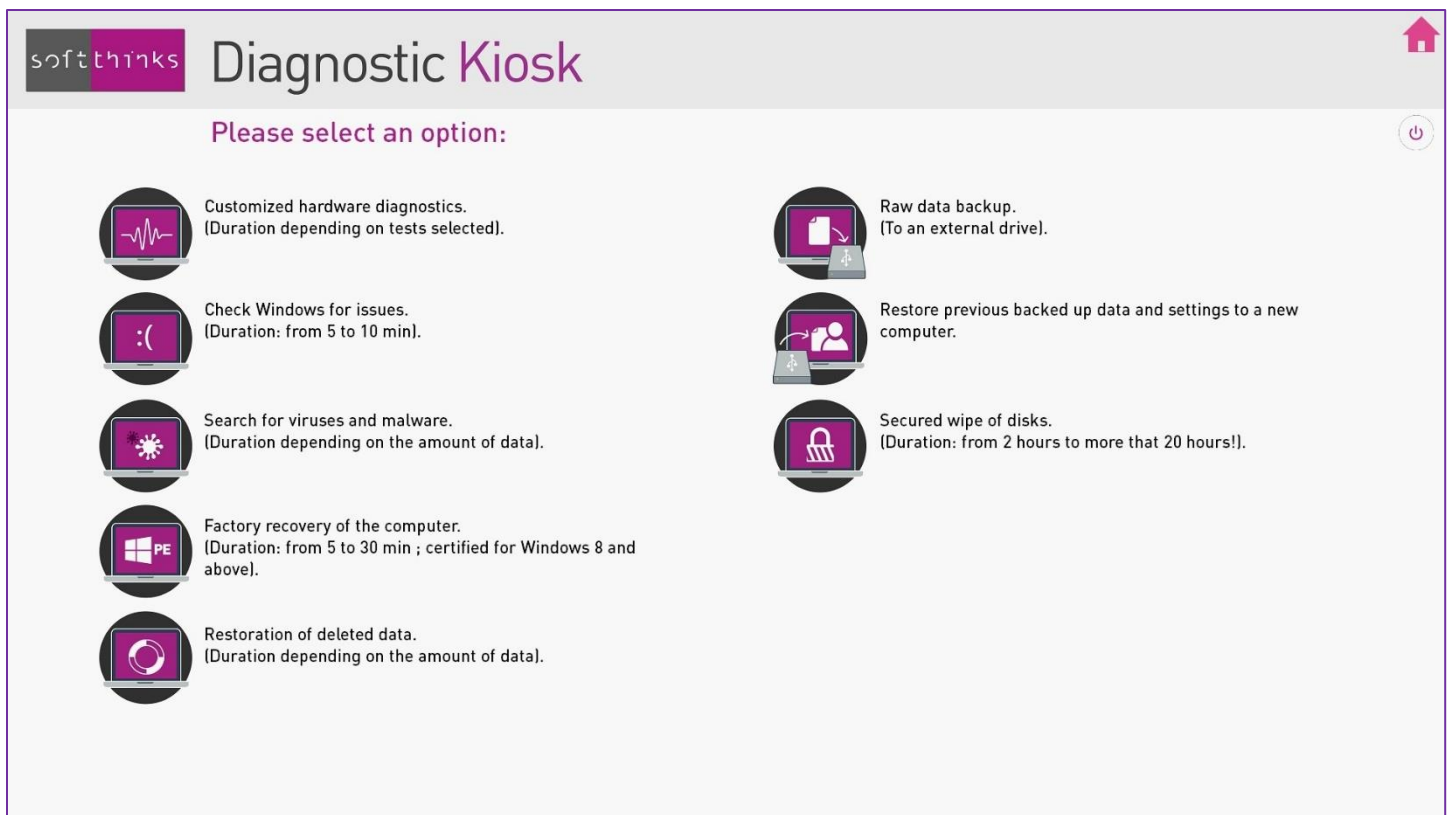 softthinks
Diagnostic Kiosk
Please select an option:
Customized hardware diagnostics.
(Duration depending on tests selected).
:(
Check Windows for issues.
(Duration: from 5 to 10 min).
Search for viruses and malware.
(Duration depending on the amount of data).
PE
Factory recovery of the computer.
(Duration: from 5 to 30 min ; certified for Windows 8 and
above).
Restoration of deleted data.
(Duration depending on the amount of data).
Raw data backup.
(To an external drive).
Restore previous backed up data and settings to a new
computer.
Secured wipe of disks.
(Duration: from 2 hours to more that 20 hours!).